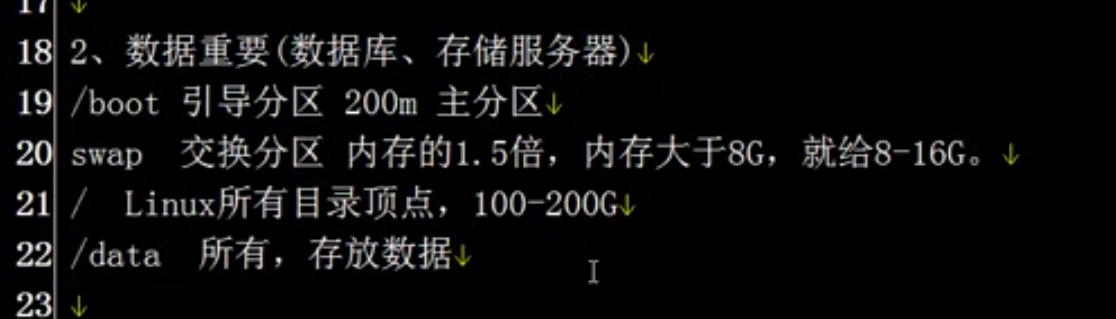 17↓
18 2、数据重要(数据库、存储服务器)↓
19 /boot 引导分区 200m 主分区↓
20 swap 交换分区 内存的1.5倍，内存大于8G，就给8-16G。↓
21 / Linux所有目录顶点，100-200G↓
22 /data 所有，存放数据↓
23 ↓